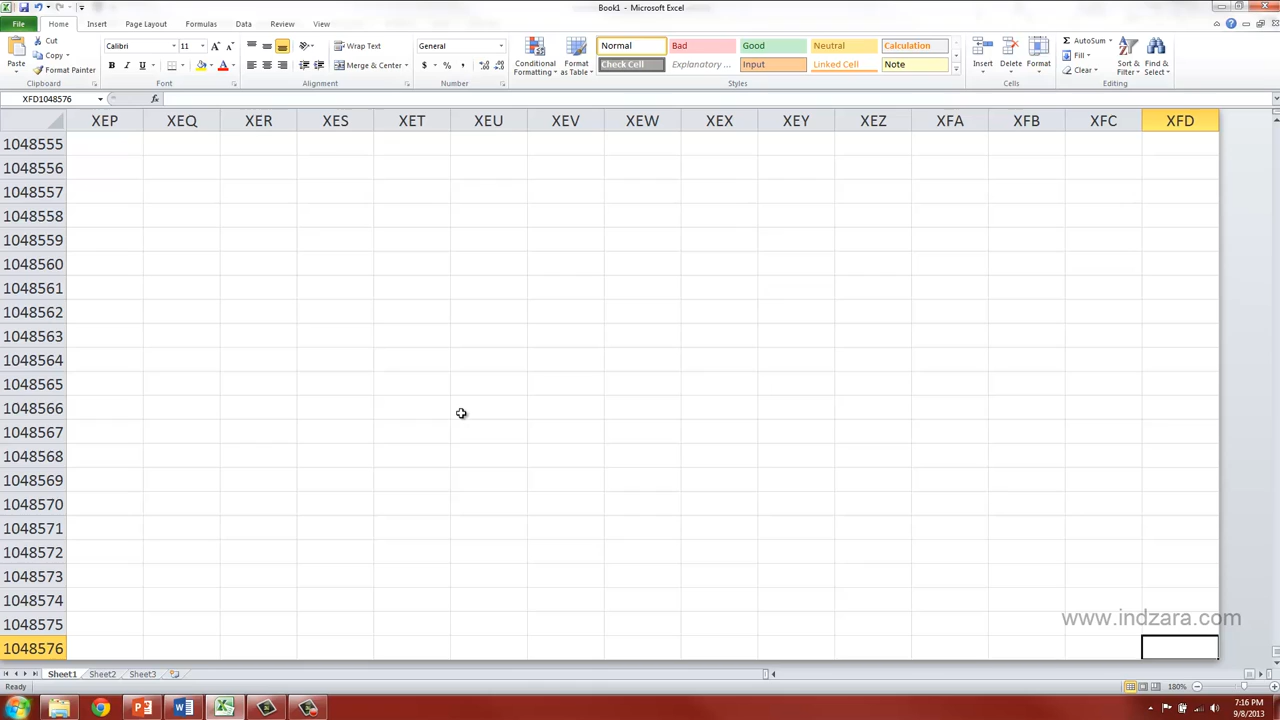 Book1 - Microsoft Excel
File Home Insert Page Layout Formulas Data Review View
Paste Cut Copy Format Painter Clipboard
Calibri 11 A A B I U A Font
Wrap Text Merge & Center Alignment
General $ % , Number
Conditional Formatting Format as Table
Normal Bad Good Neutral Calculation
Check Cell Explanatory ... Input Linked Cell Note
Styles
Insert Delete Format Cells
Σ AutoSum Fill Clear Sort & Filter Find & Select Editing
XFD1048576 fx
XEP XEQ XER XES XET XEU XEV XEW XEX XEY XEZ XFA XFB XFC XFD
1048555
1048556
1048557
1048558
1048559
1048560
1048561
1048562
1048563
1048564
1048565
1048566
1048567
1048568
1048569
1048570
1048571
1048572
1048573
1048574
1048575
1048576
www.indzara.com
Sheet1 Sheet2 Sheet3
Ready 180%
7:16 PM
9/8/2013